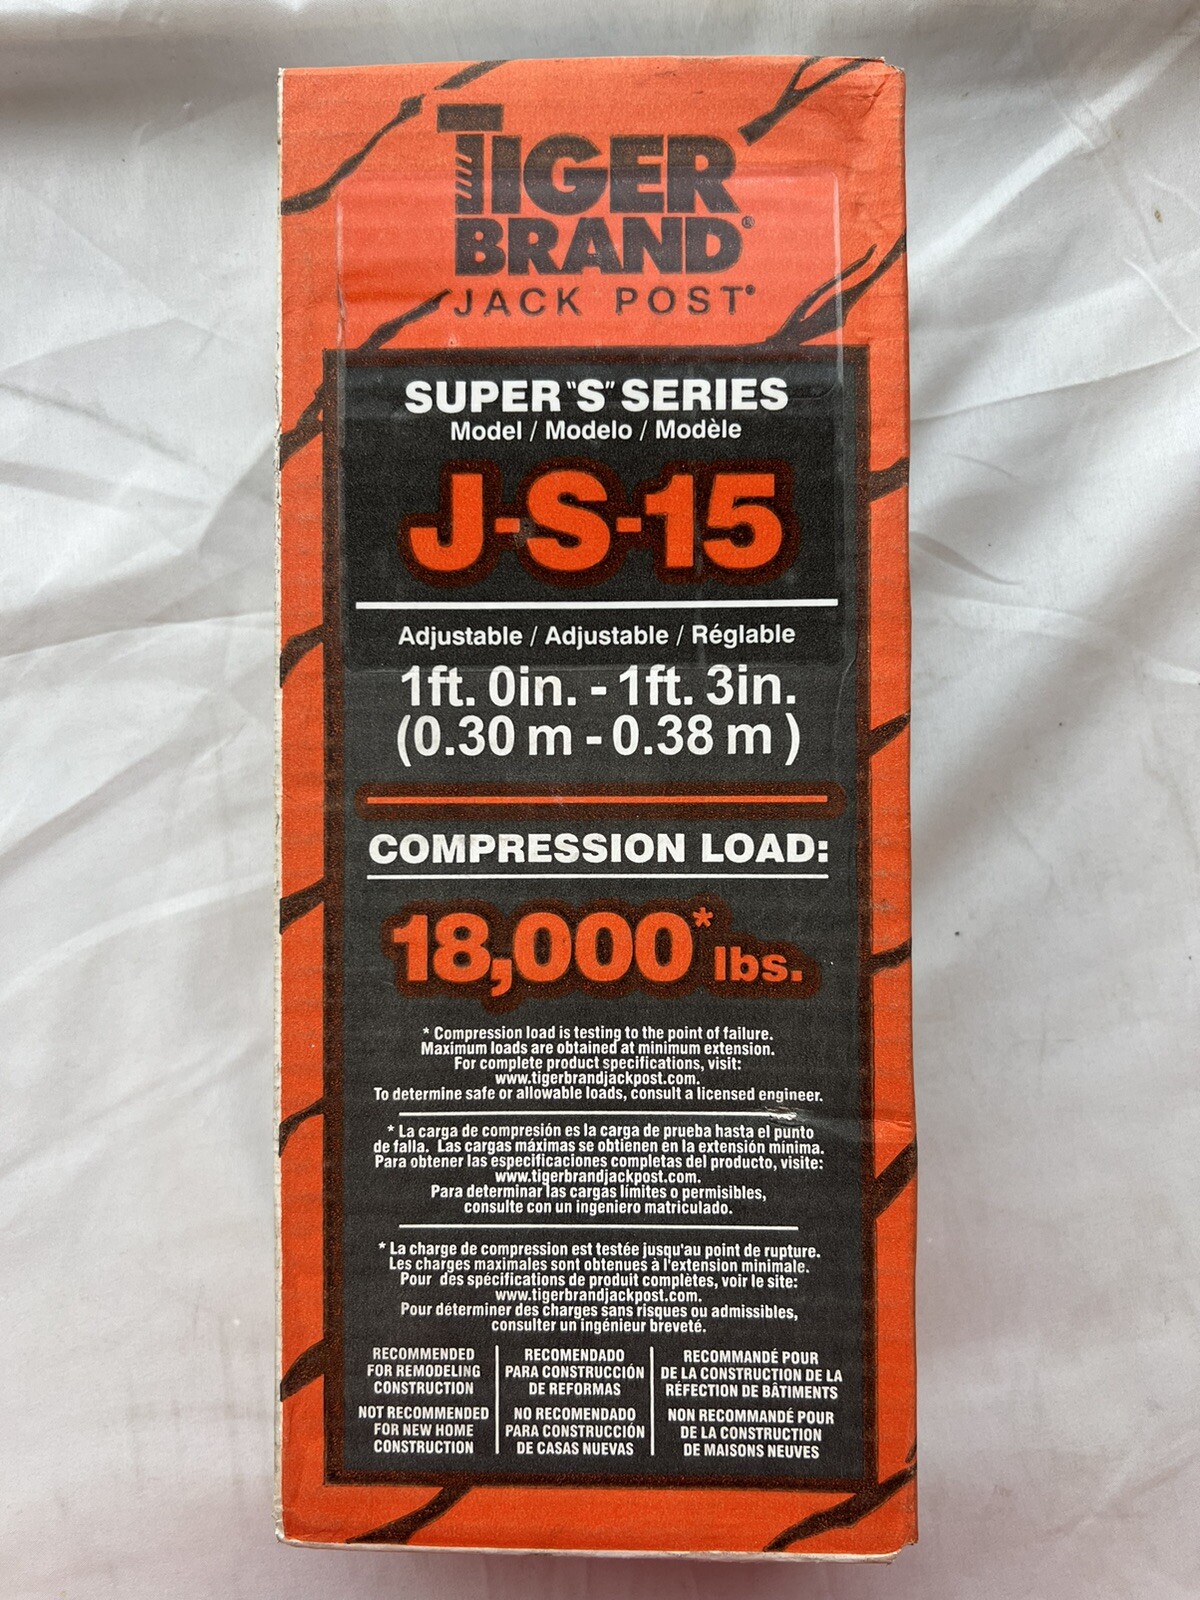 TIGER
BRAND®
JACK POST®
SUPER "S" SERIES
Model / Modelo / Modèle
J-S-15
Adjustable / Adjustable / Réglable
1ft. 0in. - 1ft. 3in.
(0.30 m - 0.38 m )
COMPRESSION LOAD:
18,000* lbs.
* Compression load is testing to the point of failure.
Maximum loads are obtained at minimum extension.
For complete product specifications, visit:
www.tigerbrandjackpost.com.
To determine safe or allowable loads, consult a licensed engineer.
* La carga de compresión es la carga de prueba hasta el punto
de falla. Las cargas máximas se obtienen en la extensión mínima.
Para obtener las especificaciones completas del producto, visite:
www.tigerbrandjackpost.com.
Para determinar las cargas límites o permisibles,
consulte con un ingeniero matriculado.
* La charge de compression est testée jusqu'au point de rupture.
Les charges maximales sont obtenues à l'extension minimale.
Pour des spécifications de produit complètes, voir le site:
www.tigerbrandjackpost.com.
Pour déterminer des charges sans risques ou admissibles,
consulter un ingénieur breveté.
RECOMMENDED
FOR REMODELING
CONSTRUCTION
NOT RECOMMENDED
FOR NEW HOME
CONSTRUCTION
RECOMENDADO
PARA CONSTRUCCIÓN
DE REFORMAS
NO RECOMENDADO
PARA CONSTRUCCIÓN
DE CASAS NUEVAS
RECOMMANDÉ POUR
DE LA CONSTRUCTION DE LA
RÉFECTION DE BÂTIMENTS
NON RECOMMANDÉ POUR
DE LA CONSTRUCTION
DE MAISONS NEUVES